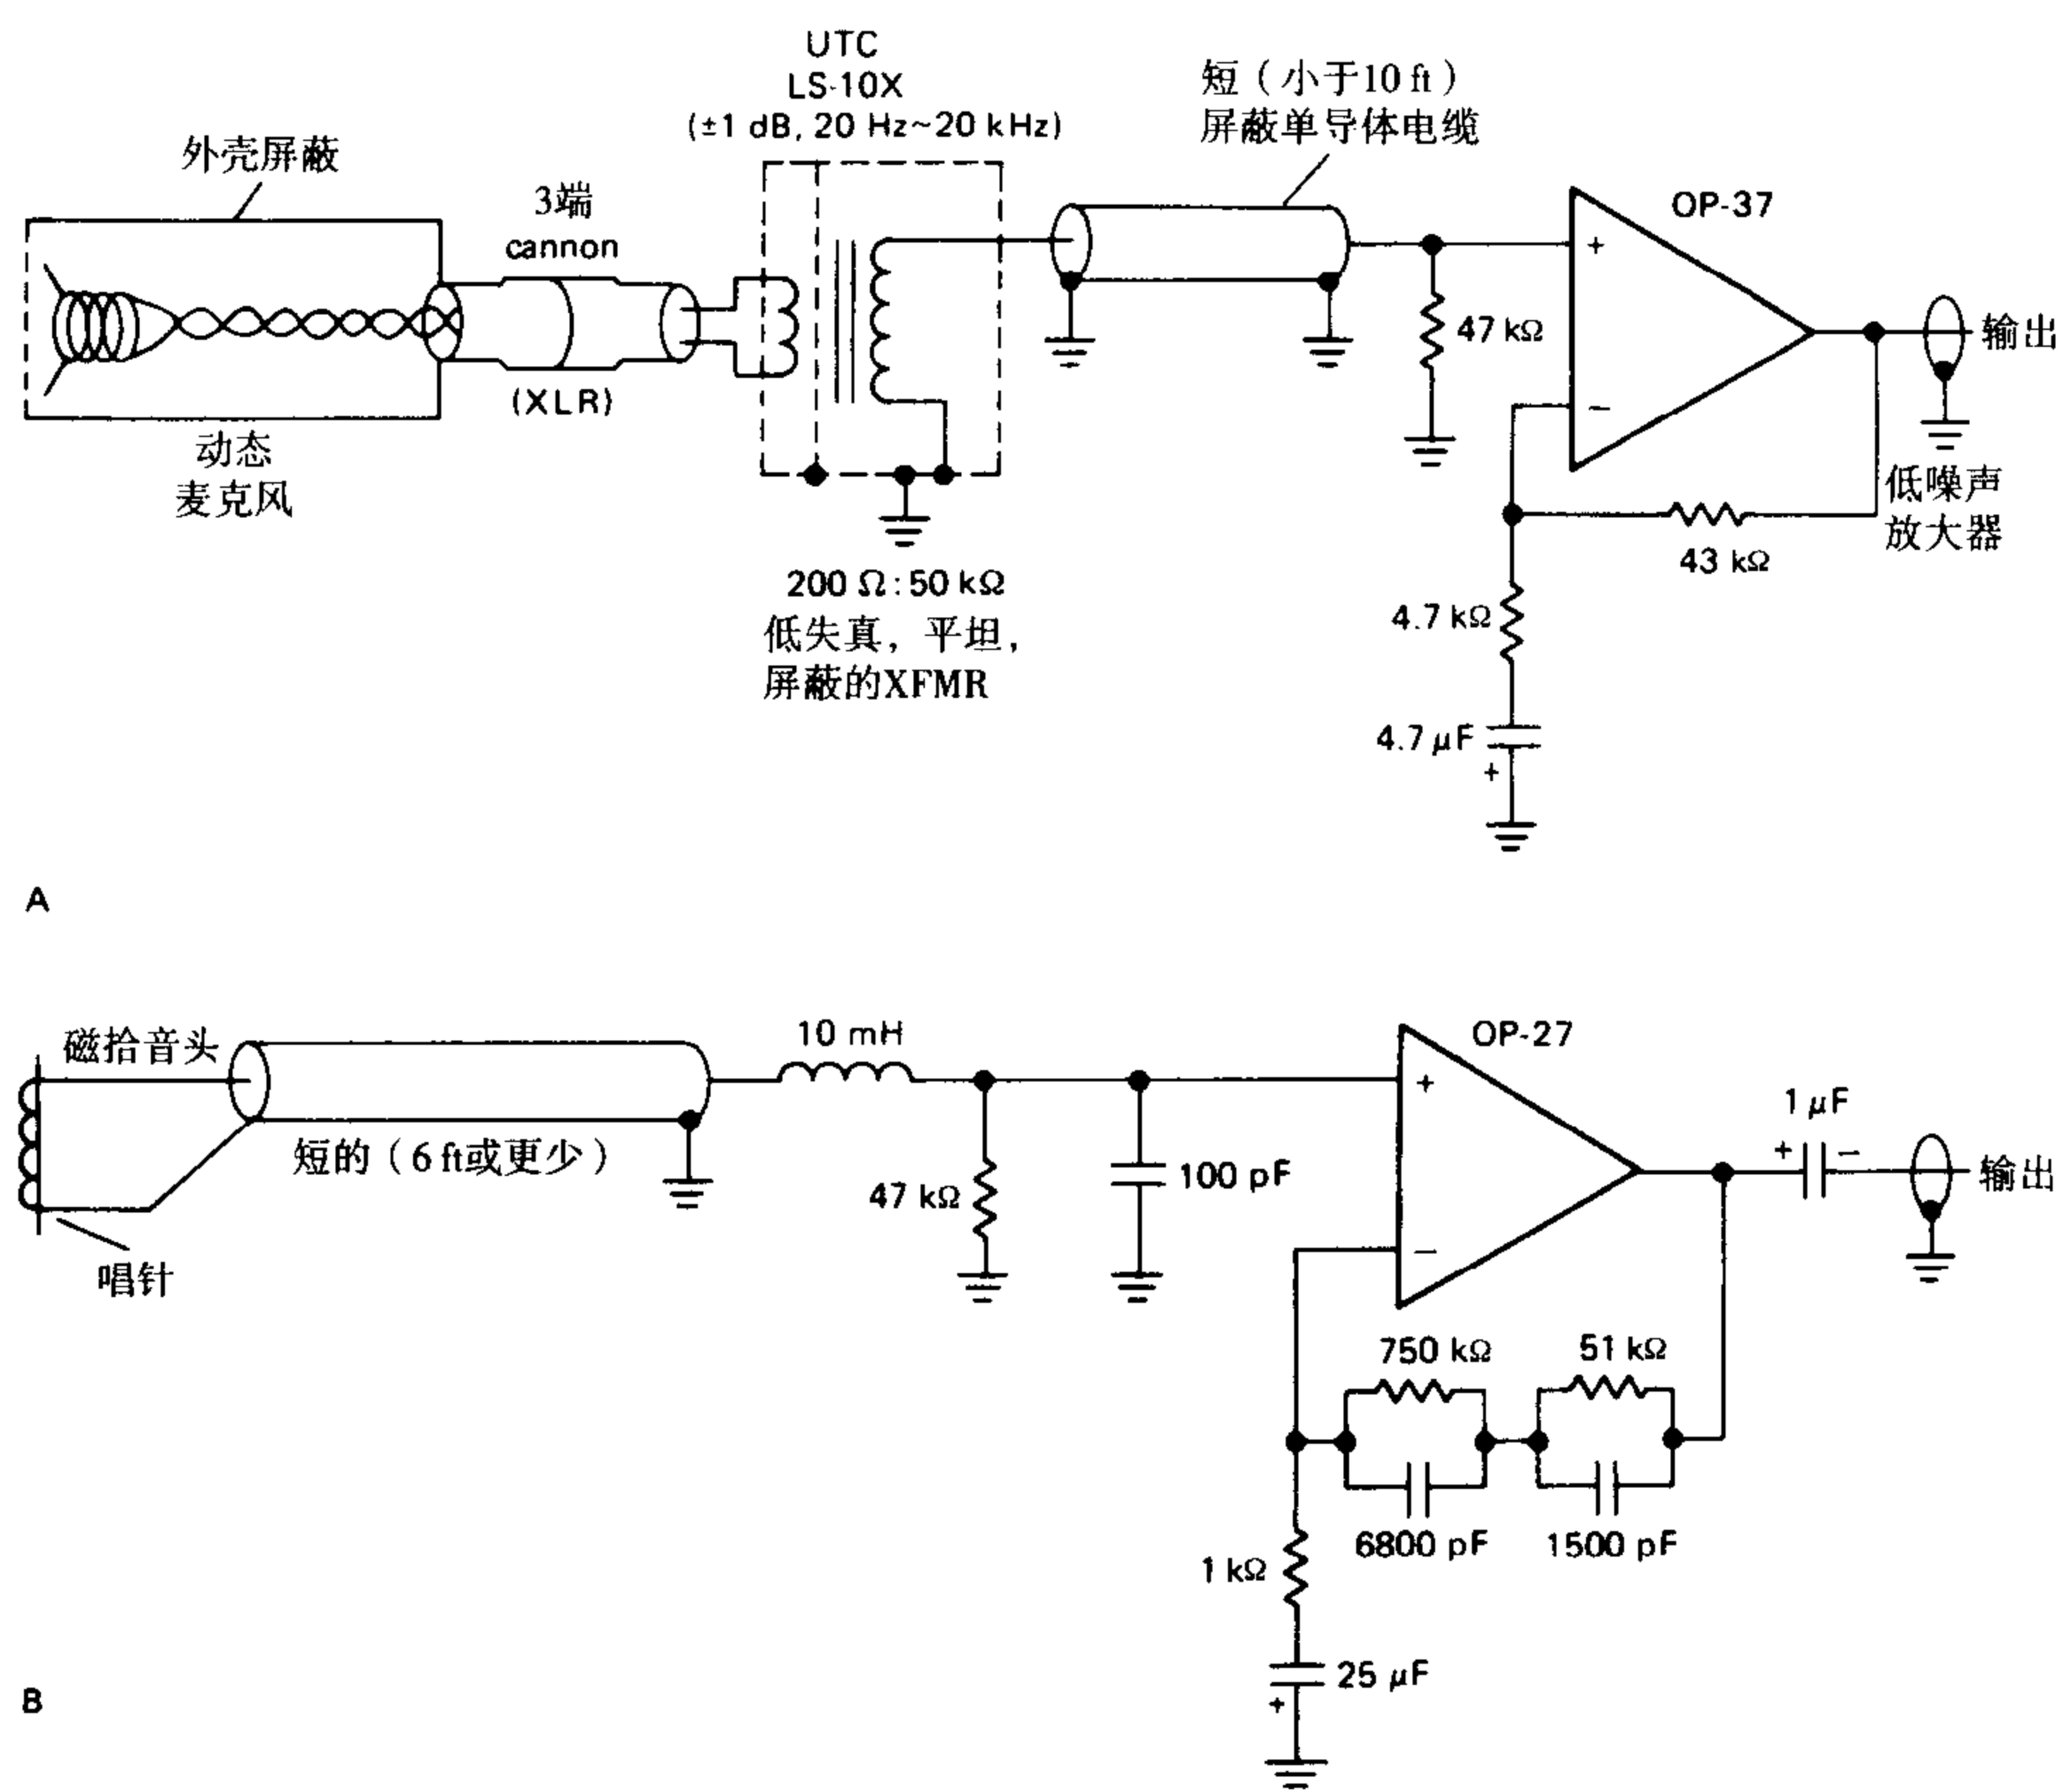 UTC
LS-10X
(±1 dB, 20 Hz~20 kHz)
短（小于10 ft）
屏蔽单导体电缆
外壳屏蔽
3端
cannon
(XLR)
动态
麦克风
OP-37
+
−
47 kΩ
输出
低噪声
放大器
43 kΩ
200 Ω:50 kΩ
低失真，平坦，
屏蔽的XFMR
4.7 kΩ
4.7 μF
+
A
磁拾音头
10 mH
OP-27
+
−
1 μF
+
−
输出
短的（6 ft或更少）
47 kΩ
100 pF
唱针
750 kΩ
51 kΩ
6800 pF
1500 pF
1 kΩ
25 μF
+
B